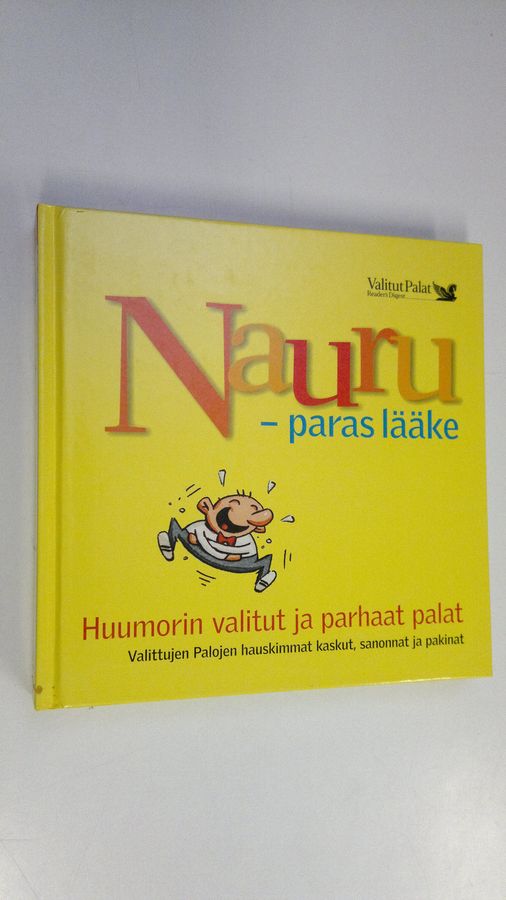 Valitut Palat
Reader's Digest
Nauru
– paras lääke
Huumorin valitut ja parhaat palat
Valittujen Palojen hauskimmat kaskut, sanonnat ja pakinat